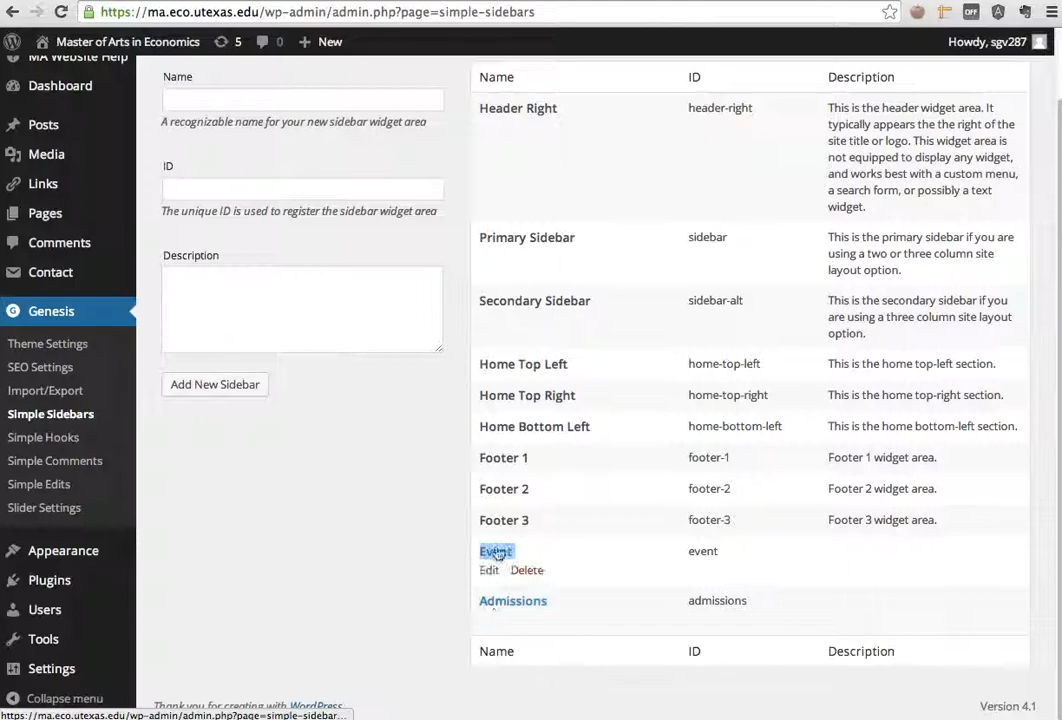 https://ma.eco.utexas.edu/wp-admin/admin.php?page=simple-sidebars
OFF
Master of Arts in Economics
5
0
New
Howdy, sgv287
MA Website Help
Dashboard
Posts
Media
Links
Pages
Comments
Contact
Genesis
Theme Settings
SEO Settings
Import/Export
Simple Sidebars
Simple Hooks
Simple Comments
Simple Edits
Slider Settings
Appearance
Plugins
Users
Tools
Settings
Collapse menu
Name
A recognizable name for your new sidebar widget area
ID
The unique ID is used to register the sidebar widget area
Description
Add New Sidebar
Name ID Description
Header Right header-right This is the header widget area. It
typically appears the the right of the
site title or logo. This widget area is
not equipped to display any widget,
and works best with a custom menu,
a search form, or possibly a text
widget.
Primary Sidebar sidebar This is the primary sidebar if you are
using a two or three column site
layout option.
Secondary Sidebar sidebar-alt This is the secondary sidebar if you
are using a three column site layout
option.
Home Top Left home-top-left This is the home top-left section.
Home Top Right home-top-right This is the home top-right section.
Home Bottom Left home-bottom-left This is the home bottom-left section.
Footer 1 footer-1 Footer 1 widget area.
Footer 2 footer-2 Footer 2 widget area.
Footer 3 footer-3 Footer 3 widget area.
Event event
Edit Delete
Admissions admissions
Name ID Description
Thank you for creating with WordPress.
Version 4.1
https://ma.eco.utexas.edu/wp-admin/admin.php?page=simple-sidebar...